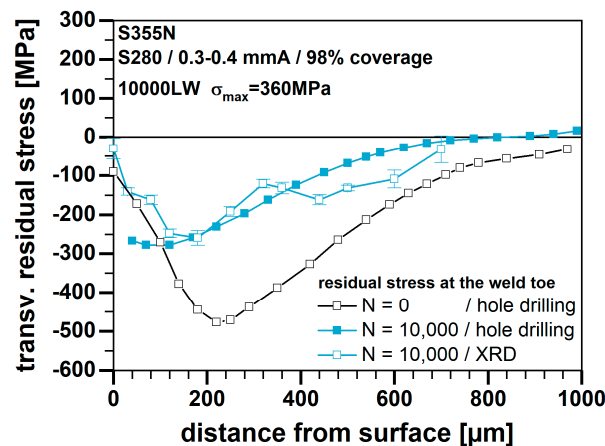 S355N
S280 / 0.3-0.4 mmA / 98% coverage
10000LW σmax=360MPa
transv. residual stress [MPa]
300
200
100
0
-100
-200
-300
-400
-500
-600
residual stress at the weld toe
N = 0 / hole drilling
N = 10,000 / hole drilling
N = 10,000 / XRD
0 200 400 600 800 1000
distance from surface [µm]